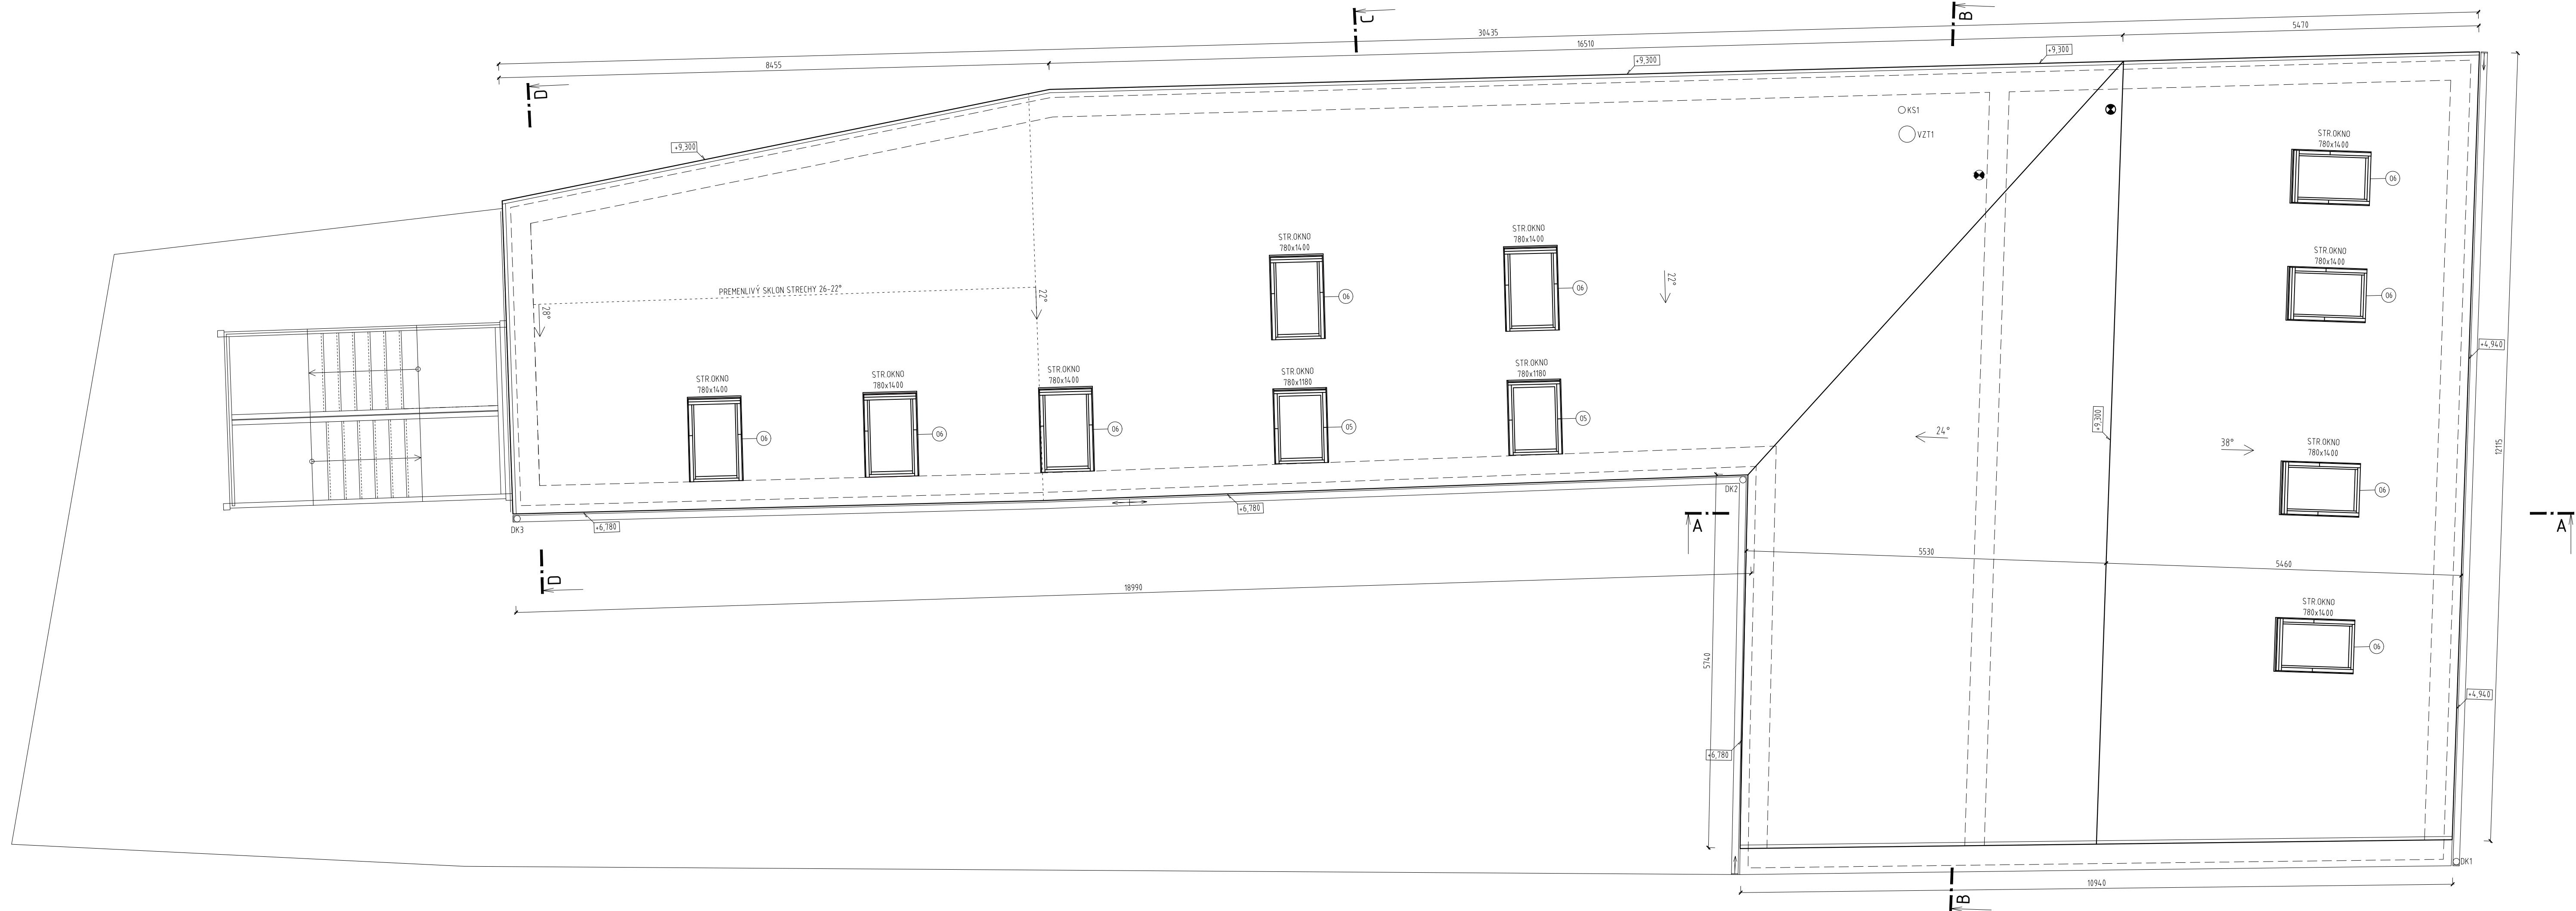 C
B
30435
5470
16510
8455
+9,300
+9,300
D
+9,300
KS1
VZT1
STR.OKNO
780x1400
06
STR.OKNO
780x1400
06
STR.OKNO
780x1400
06
STR.OKNO
780x1400
06
22°
PREMENLIVÝ SKLON STRECHY 26-22°
28°
22°
+4,940
STR.OKNO
780x1400
06
STR.OKNO
780x1400
06
STR.OKNO
780x1400
06
STR.OKNO
780x1180
05
STR.OKNO
780x1180
05
+9,300
24°
38°
STR.OKNO
780x1400
06
12115
DK2
DK3
+6,780
+6,780
A
A
5530
5460
D
18990
STR.OKNO
780x1400
06
5740
+4,940
+6,780
DK1
10940
B